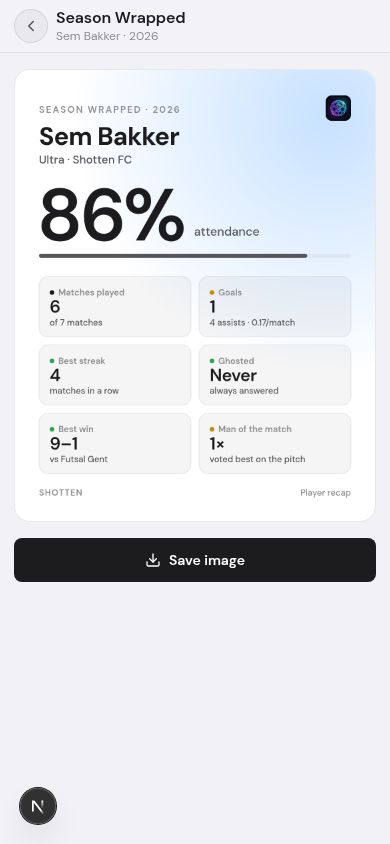 Season Wrapped
Sem Bakker · 2026
SEASON WRAPPED · 2026
Sem Bakker
Ultra · Shotten FC
86% attendance
Matches played
6
of 7 matches
Goals
1
4 assists · 0.17/match
Best streak
4
matches in a row
Ghosted
Never
always answered
Best win
9–1
vs Futsal Gent
Man of the match
1×
voted best on the pitch
SHOTTEN
Player recap
Save image
N